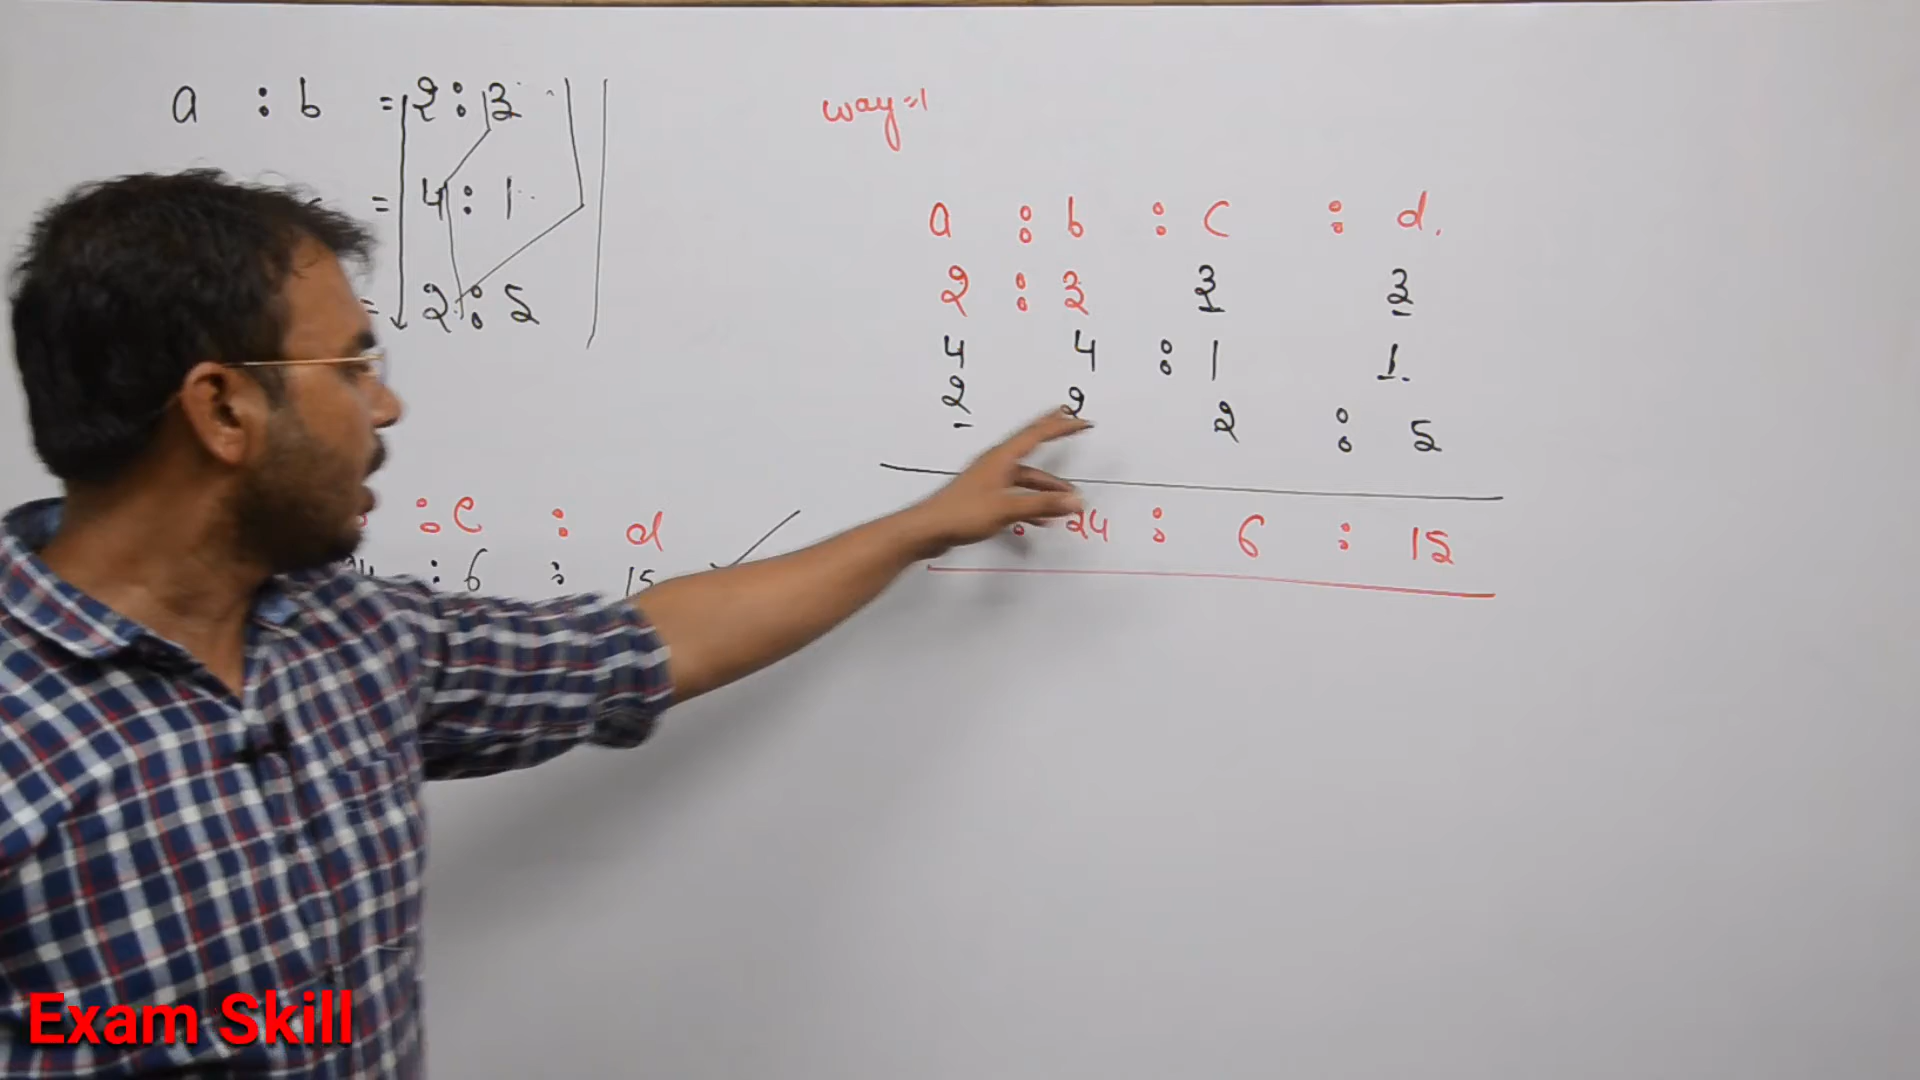 a : b = 2 : 3
= 4 : 1
= 2 : 5
: c : d
: 6 : 15
way=1
a : b : c : d.
2 : 3 3 3
4 4 : 1 1.
2 2 2 : 5
: 24 : 6 : 15
Exam Skill